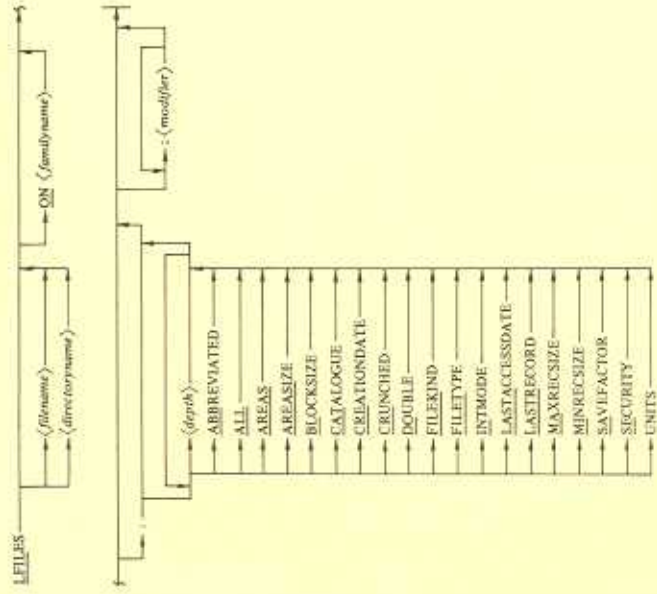 LFILES
⟨filename⟩
⟨directoryname⟩
ON ⟨familyname⟩
:
⟨depth⟩
ABBREVIATED
ALL
AREAS
AREASIZE
BLOCKSIZE
CATALOGUE
CREATIONDATE
CRUNCHED
DOUBLE
FILEKIND
FILETYPE
INTMODE
LASTACCESSDATE
LASTRECORD
MAXRECSIZE
MINRECSIZE
SAVEFACTOR
SECURITY
UNITS
; ⟨modifier⟩